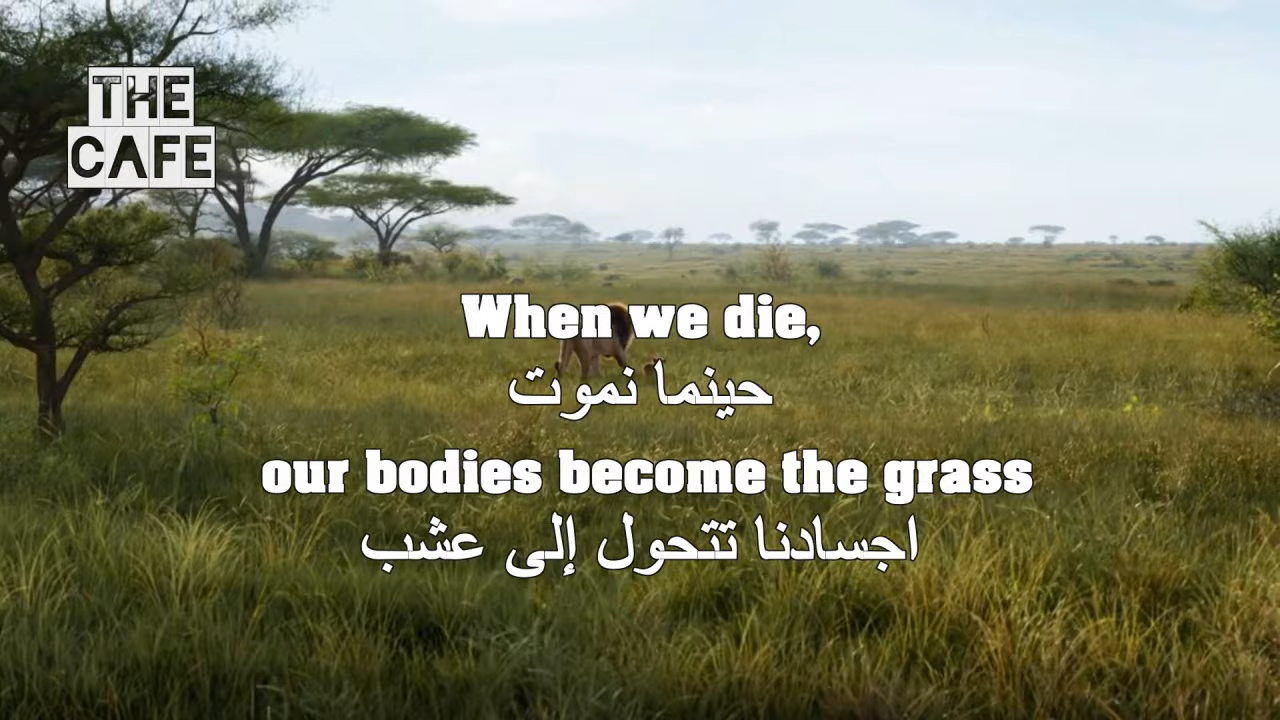 THE
CAFE
When we die,
حينما نموت
our bodies become the grass
اجسادنا تتحول إلى عشب